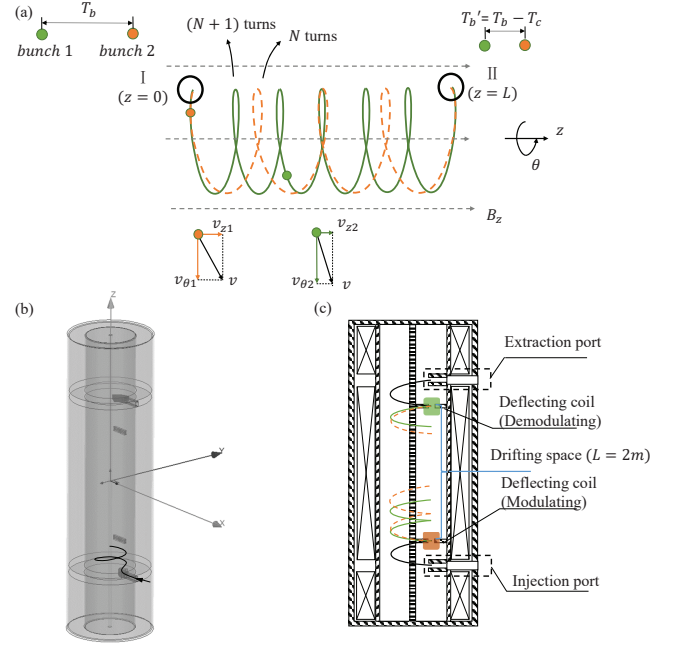 (a)
T_b
bunch 1
bunch 2
(N + 1) turns
N turns
T_b′= T_b − T_c
I
(z = 0)
II
(z = L)
z
θ
B_z
v_z1
v_θ1
v
v_z2
v_θ2
v
(b)
Z
Y
X
(c)
Extraction port
Deflecting coil
(Demodulating)
Drifting space (L = 2m)
Deflecting coil
(Modulating)
Injection port